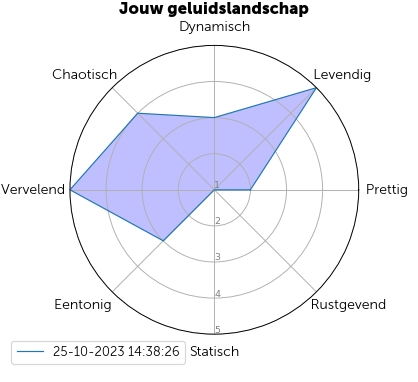 Jouw geluidslandschap
Dynamisch
Chaotisch
Levendig
Vervelend
1
Prettig
2
3
4
Eentonig
Rustgevend
5
25-10-2023 14:38:26
Statisch